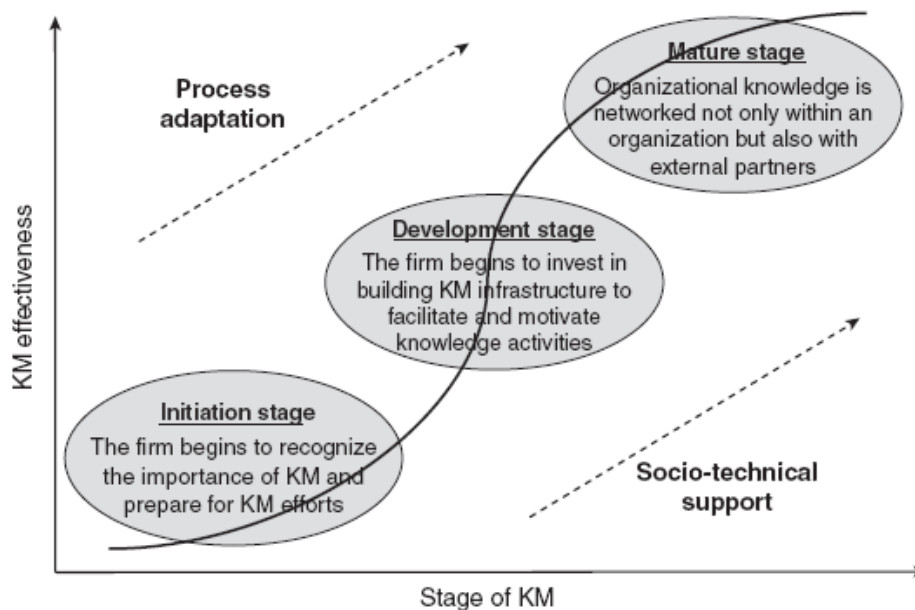 Mature stage
Organizational knowledge is
networked not only within an
organization but also with
external partners
Process
adaptation
Development stage
The firm begins to invest in
building KM infrastructure to
facilitate and motivate
knowledge activities
KM effectiveness
Initiation stage
The firm begins to recognize
the importance of KM and
prepare for KM efforts
Socio-technical
support
Stage of KM